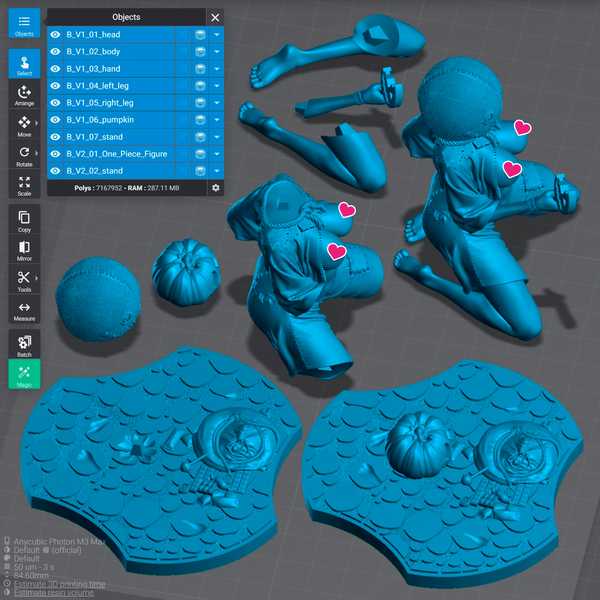 Objects
Objects
B_V1_01_head
B_V1_02_body
B_V1_03_hand
B_V1_04_left_leg
B_V1_05_right_leg
B_V1_06_pumpkin
B_V1_07_stand
B_V2_01_One_Piece_Figure
B_V2_02_stand
Polys : 7167952 - RAM : 287.11 MB
Select
Arrange
Move
Rotate
Scale
Copy
Mirror
Tools
Measure
Batch
Magic
Anycubic Photon M3 Max
Default (official)
Default
50 um - 3 s
84.60mm
Estimate 3D printing time
Estimate resin volume